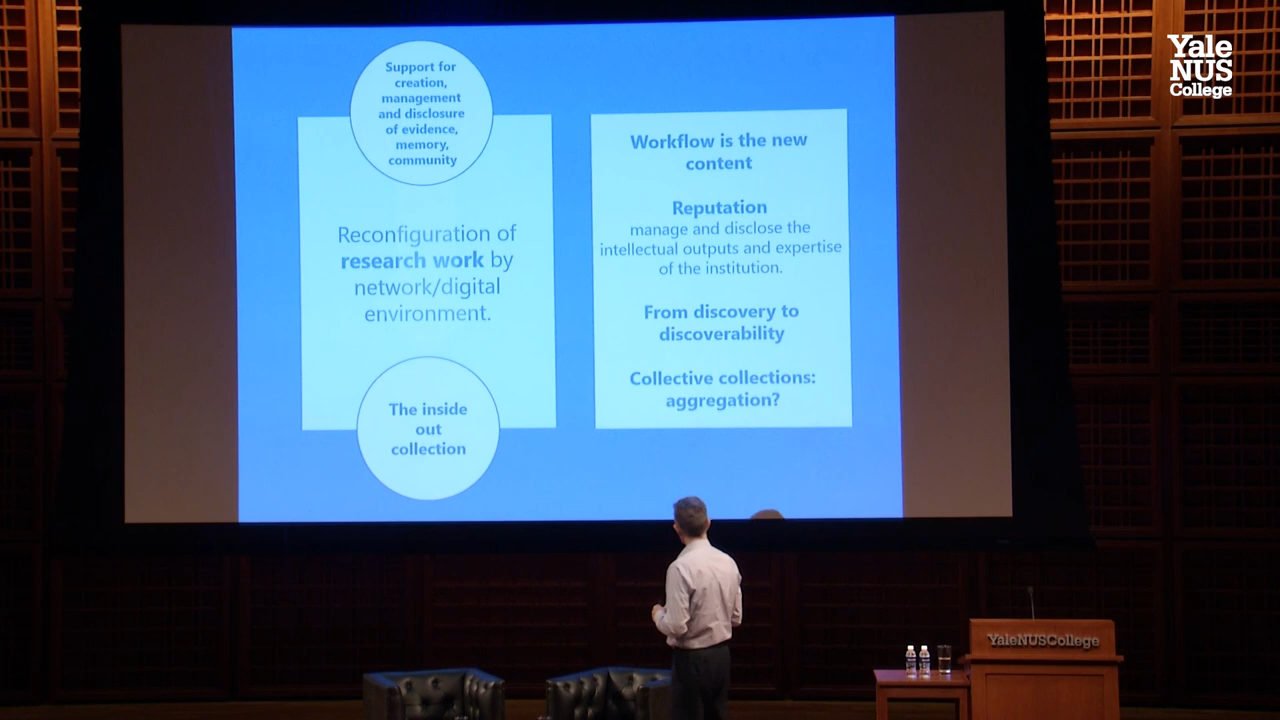 Support for
creation,
management
and disclosure
of evidence,
memory,
community
Reconfiguration of
research work by
network/digital
environment.
The inside
out
collection
Workflow is the new
content
Reputation
manage and disclose the
intellectual outputs and expertise
of the institution.
From discovery to
discoverability
Collective collections:
aggregation?
Yale
NUS
College
YaleNUSCollege